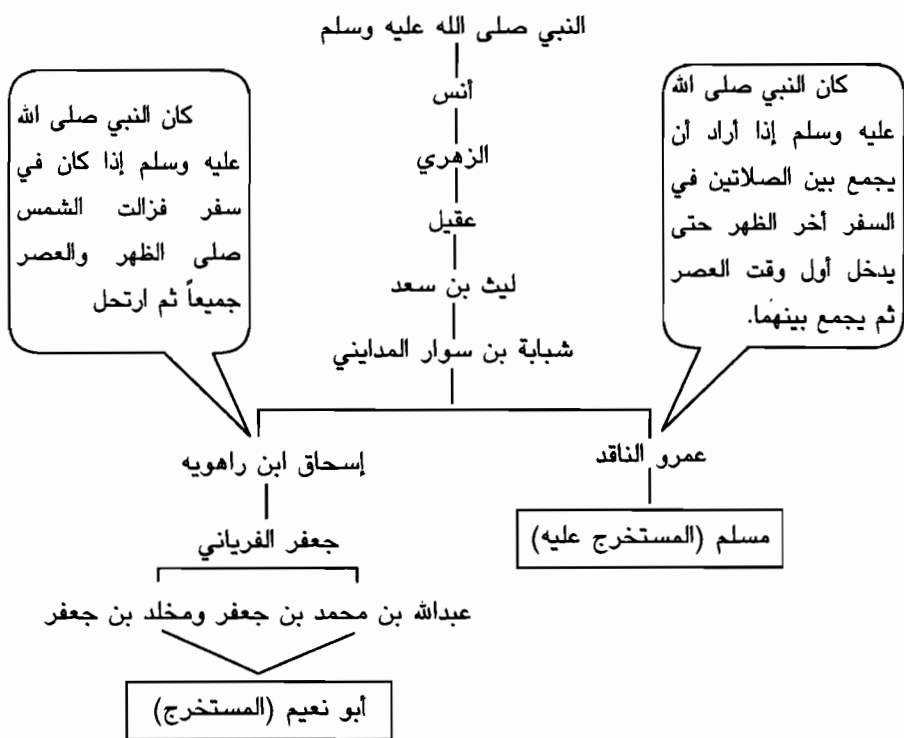 النبي صلى الله عليه وسلم
أنس
الزهري
عقيل
ليث بن سعد
شبابة بن سوار المدايني
كان النبي صلى الله
عليه وسلم إذا أراد أن
يجمع بين الصلاتين في
السفر أخر الظهر حتى
يدخل أول وقت العصر
ثم يجمع بينهما.
كان النبي صلى الله
عليه وسلم إذا كان في
سفر فزالت الشمس
صلى الظهر والعصر
جميعاً ثم ارتحل
عمرو الناقد
مسلم (المستخرج عليه)
إسحاق ابن راهويه
جعفر الفرياني
عبدالله بن محمد بن جعفر ومخلد بن جعفر
أبو نعيم (المستخرج)